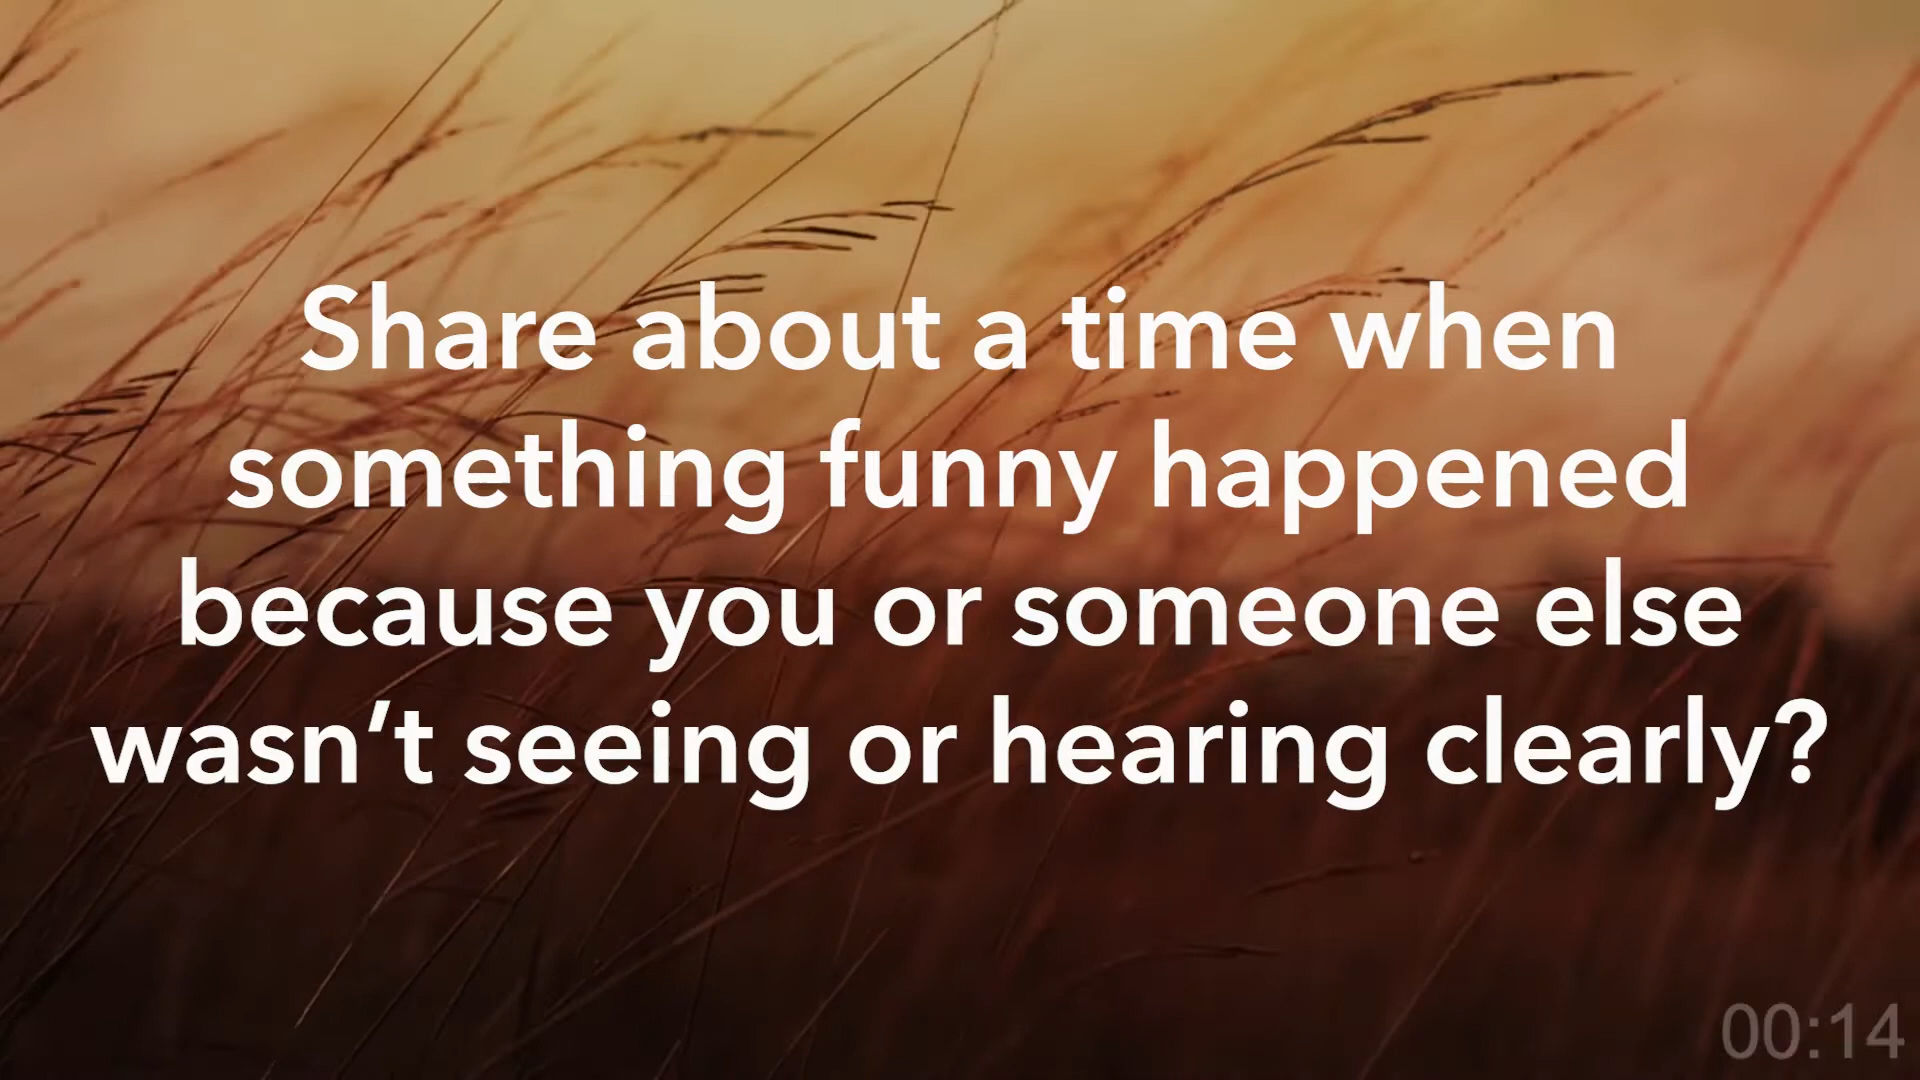 Share about a time when
something funny happened
because you or someone else
wasn’t seeing or hearing clearly?
00:14